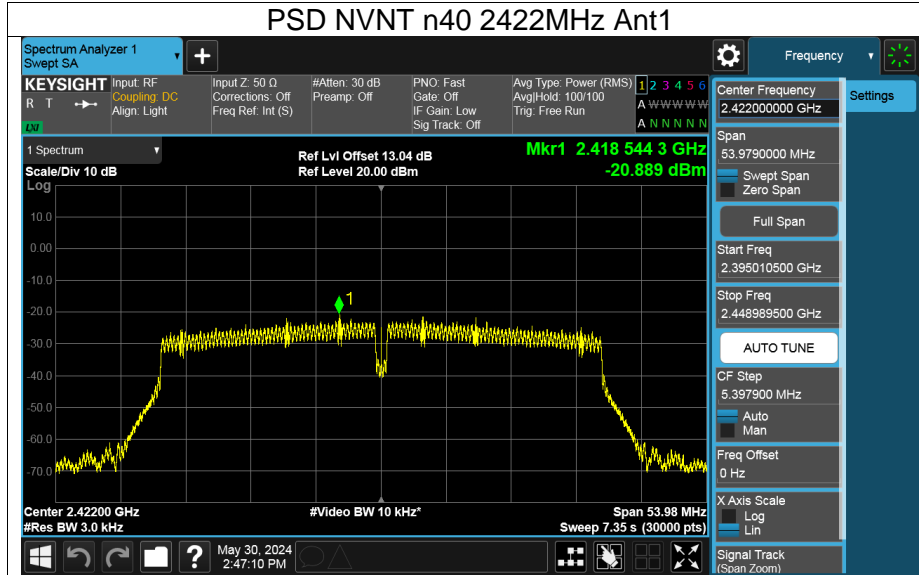 PSD NVNT n40 2422MHz Ant1
Spectrum Analyzer 1
Swept SA
+
Frequency
KEYSIGHT
R T
LXI
Input: RF
Coupling: DC
Align: Light
Input Z: 50 Ω
Corrections: Off
Freq Ref: Int (S)
#Atten: 30 dB
Preamp: Off
PNO: Fast
Gate: Off
IF Gain: Low
Sig Track: Off
Avg Type: Power (RMS)
Avg|Hold: 100/100
Trig: Free Run
1 2 3 4 5 6
A W W W W W
A N N N N N
1 Spectrum
Scale/Div 10 dB
Log
Ref Lvl Offset 13.04 dB
Ref Level 20.00 dBm
Mkr1 2.418 544 3 GHz
-20.889 dBm
10.0
0.00
-10.0
-20.0
-30.0
-40.0
-50.0
-60.0
-70.0
1
Center 2.42200 GHz
#Res BW 3.0 kHz
#Video BW 10 kHz*
Span 53.98 MHz
Sweep 7.35 s (30000 pts)
Center Frequency
2.422000000 GHz
Settings
Span
53.9790000 MHz
Swept Span
Zero Span
Full Span
Start Freq
2.395010500 GHz
Stop Freq
2.448989500 GHz
AUTO TUNE
CF Step
5.397900 MHz
Auto
Man
Freq Offset
0 Hz
X Axis Scale
Log
Lin
Signal Track
(Span Zoom)
?
May 30, 2024
2:47:10 PM